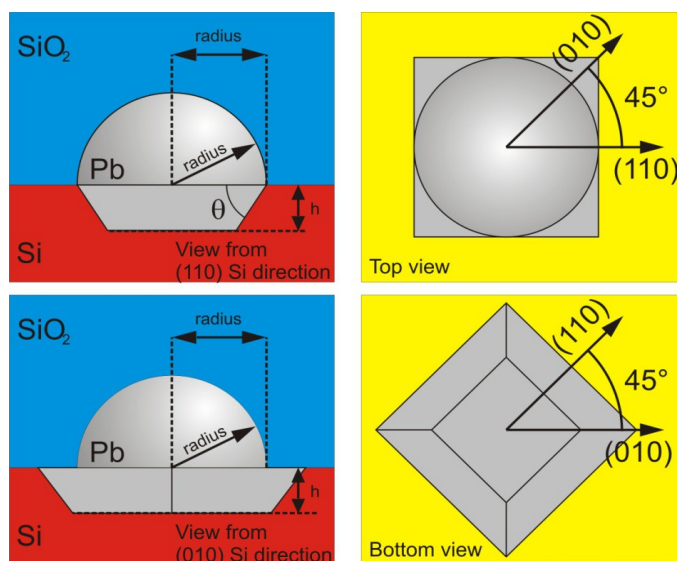 SiO₂
radius
Pb
radius
θ
h
Si
View from
(110) Si direction
(010)
45°
(110)
Top view
SiO₂
radius
Pb
radius
h
Si
View from
(010) Si direction
(110)
45°
(010)
Bottom view